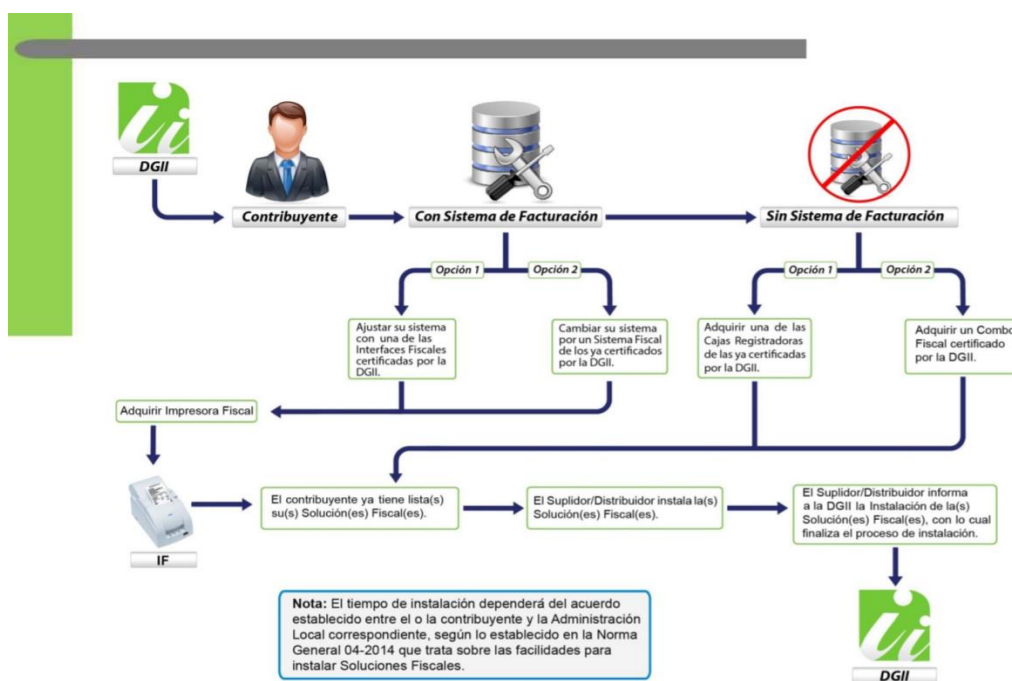 DGII
Contribuyente
Con Sistema de Facturación
Sin Sistema de Facturación
Opción 1
Opción 2
Opción 1
Opción 2
Ajustar su sistema
con una de las
Interfaces Fiscales
certificadas por la
DGII.
Cambiar su sistema
por un Sistema Fiscal
de los ya certificados
por la DGII.
Adquirir una de las
Cajas Registradoras
de las ya certificadas
por la DGII.
Adquirir un Combo
Fiscal certificado
por la DGII.
Adquirir Impresora Fiscal
IF
El contribuyente ya tiene lista(s)
su(s) Solución(es) Fiscal(es).
El Suplidor/Distribuidor instala la(s)
Solución(es) Fiscal(es).
El Suplidor/Distribuidor informa
a la DGII la Instalación de la(s)
Solución(es) Fiscal(es), con lo cual
finaliza el proceso de instalación.
Nota: El tiempo de instalación dependerá del acuerdo
establecido entre el o la contribuyente y la Administración
Local correspondiente, según lo establecido en la Norma
General 04-2014 que trata sobre las facilidades para
instalar Soluciones Fiscales.
DGII